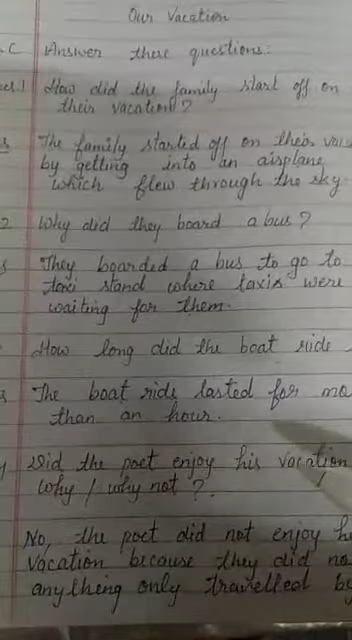 Our Vacation
C Answer these questions:
1 How did the family start off on
their vacation?
The family started off on their
by getting into an airplane
which flew through the sky
2 Why did they board a bus?
They boarded a bus to go to
taxi stand where taxis were
waiting for them.
How long did the boat ride
The boat ride lasted for
than an hour.
Did the poet enjoy his vacation
Why / why not?
No, the poet did not enjoy
vacation because they did
anything only travelled